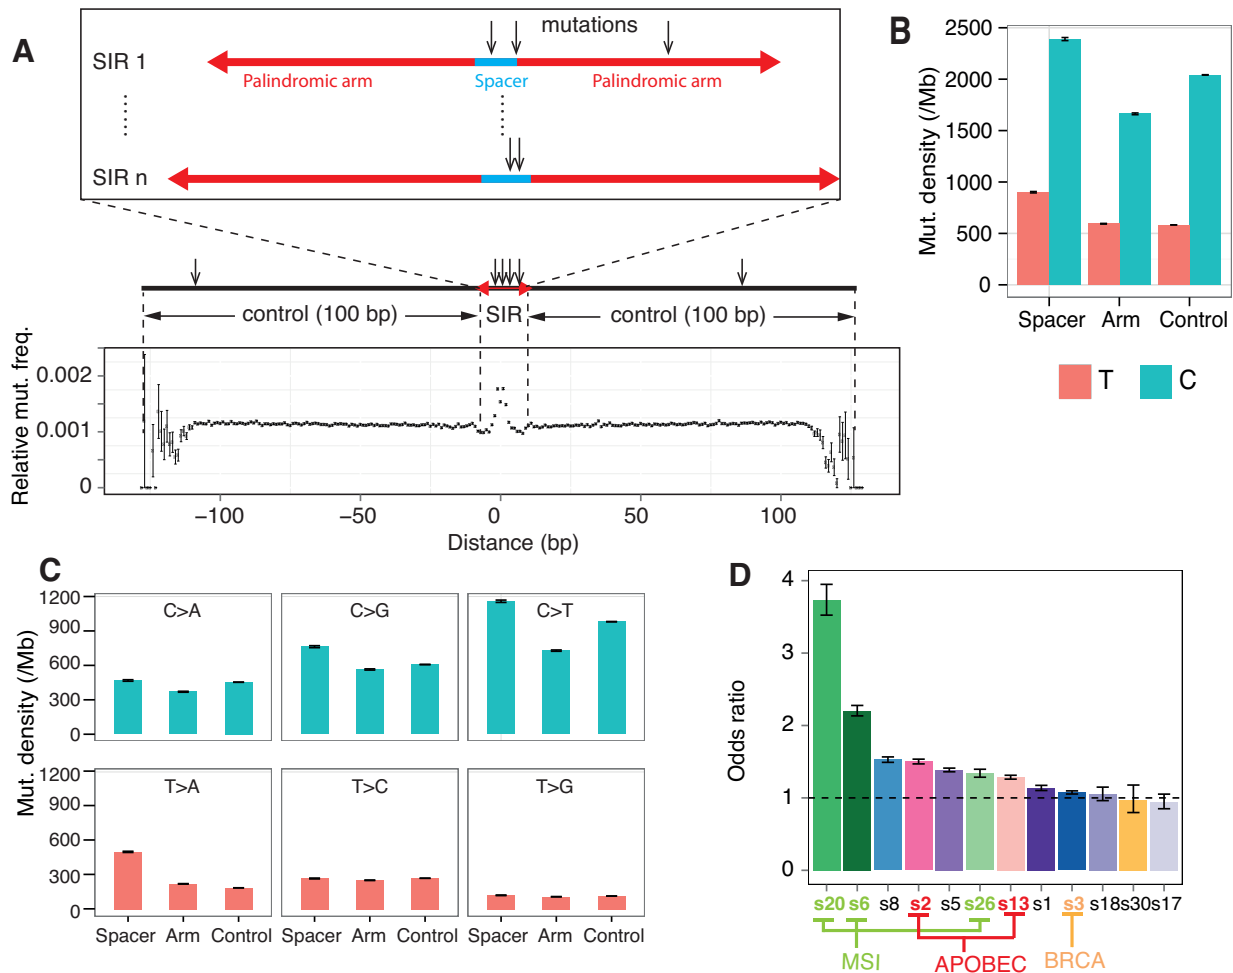 A
mutations
SIR 1
Palindromic arm
Spacer
Palindromic arm
SIR n
control (100 bp)
SIR
control (100 bp)
Relative mut. freq.
0.002
0.001
0
−100
−50
0
50
100
Distance (bp)
B
Mut. density (/Mb)
2500
2000
1500
1000
500
0
Spacer Arm Control
T C
C
Mut. density (/Mb)
1200
900
600
300
0
C>A C>G C>T
1200
900
600
300
0
T>A T>C T>G
Spacer Arm Control Spacer Arm Control Spacer Arm Control
D
Odds ratio
4
3
2
1
0
s20 s6 s8 s2 s5 s26 s13 s1 s3 s18 s30 s17
MSI APOBEC BRCA